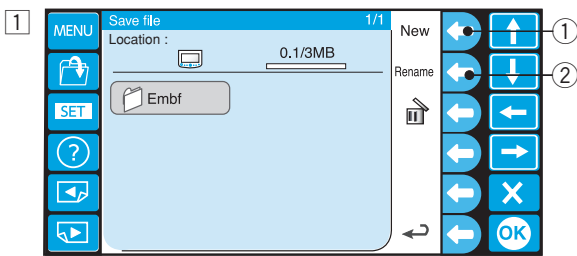 1
MENU
Save file 1/1
Location :
0.1/3MB
New
Rename
1
2
SET
Embf
?
OK